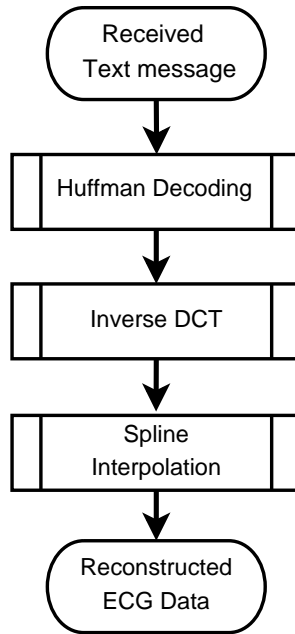 Received
Text message
Huffman Decoding
Inverse DCT
Spline
Interpolation
Reconstructed
ECG Data